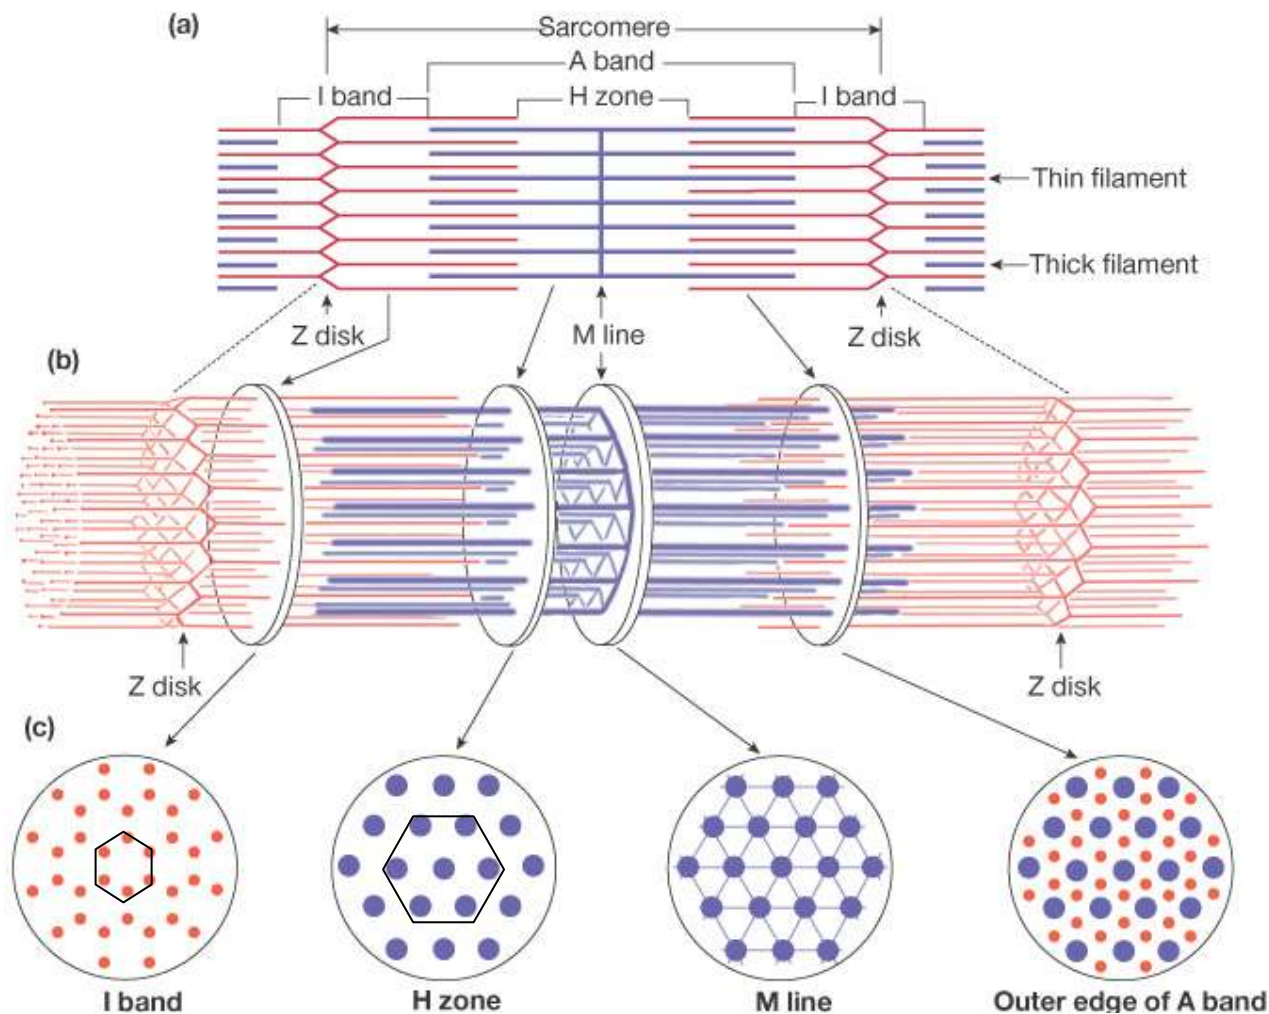 (a)
Sarcomere
A band
I band
H zone
I band
Thin filament
Thick filament
Z disk
M line
Z disk
(b)
Z disk
Z disk
(c)
I band
H zone
M line
Outer edge of A band